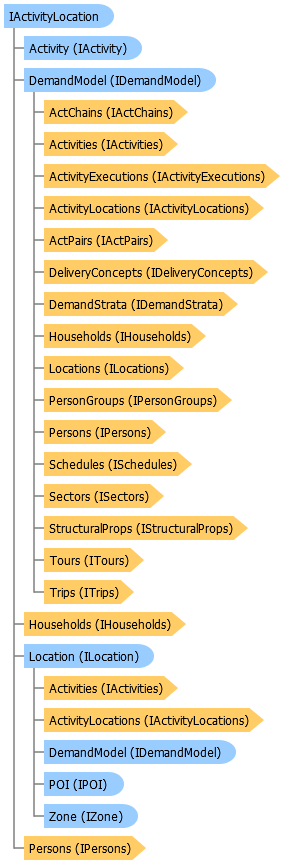 IActivityLocation
Activity (IActivity)
DemandModel (IDemandModel)
ActChains (IActChains)
Activities (IActivities)
ActivityExecutions (IActivityExecutions)
ActivityLocations (IActivityLocations)
ActPairs (IActPairs)
DeliveryConcepts (IDeliveryConcepts)
DemandStrata (IDemandStrata)
Households (IHouseholds)
Locations (ILocations)
PersonGroups (IPersonGroups)
Persons (IPersons)
Schedules (ISchedules)
Sectors (ISectors)
StructuralProps (IStructuralProps)
Tours (ITours)
Trips (ITrips)
Households (IHouseholds)
Location (ILocation)
Activities (IActivities)
ActivityLocations (IActivityLocations)
DemandModel (IDemandModel)
POI (IPOI)
Zone (IZone)
Persons (IPersons)